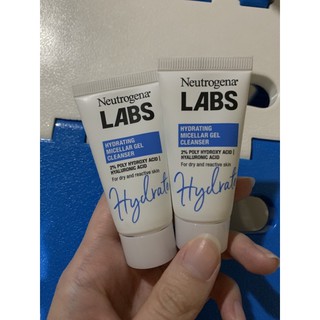 Neutrogena®
LABS
HYDRATING
MICELLAR GEL
CLEANSER
2% POLY HYDROXY ACID |
HYALURONIC ACID
For dry and reactive skin
Hydrate
Neutrogena®
LABS
HYDRATING
MICELLAR GEL
CLEANSER
2% POLY HYDROXY ACID |
HYALURONIC ACID
For dry and reactive skin
Hydrate